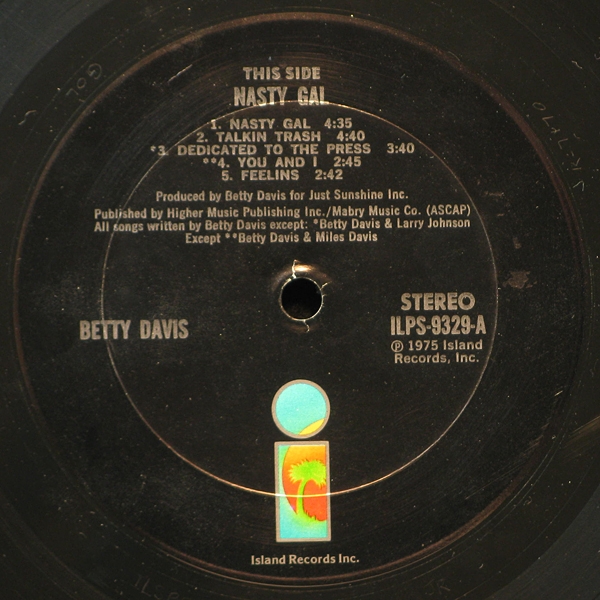 THIS SIDE
NASTY GAL
1. NASTY GAL 4:35
2. TALKIN TRASH 4:40
*3. DEDICATED TO THE PRESS 3:40
**4. YOU AND I 2:45
5. FEELINS 2:42
Produced by Betty Davis for Just Sunshine Inc.
Published by Higher Music Publishing Inc./Mabry Music Co. (ASCAP)
All songs written by Betty Davis except: *Betty Davis & Larry Johnson
Except **Betty Davis & Miles Davis
BETTY DAVIS
STEREO
ILPS-9329-A
℗ 1975 Island
Records, Inc.
Island Records Inc.